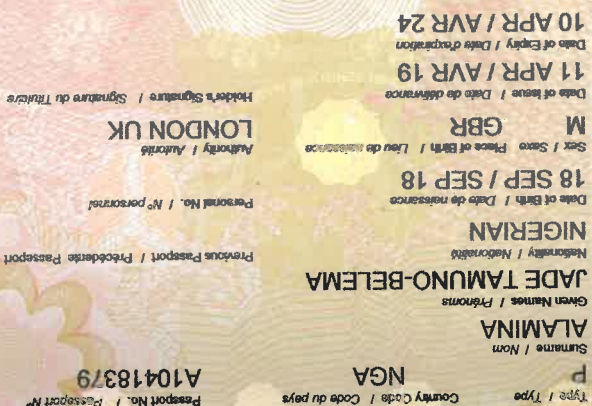 Type / Type Country Code / Code du pays Passport No. / Passeport N°
P NGA A10418379
Surname / Nom
ALAMINA
Given Names / Prénoms
JADE TAMUNO-BELEMA
Nationality / Nationalité Previous Passport / Précédente Passeport
NIGERIAN
Date of Birth / Date de naissance Personal No. / N° personnel
18 SEP / SEP 18
Sex / Sexe Place of Birth / Lieu de naissance Authority / Autorité
M GBR LONDON UK
Date of Issue / Date de délivrance Holder's Signature / Signature du Titulaire
11 APR / AVR 19
Date of Expiry / Date d'expiration
10 APR / AVR 24